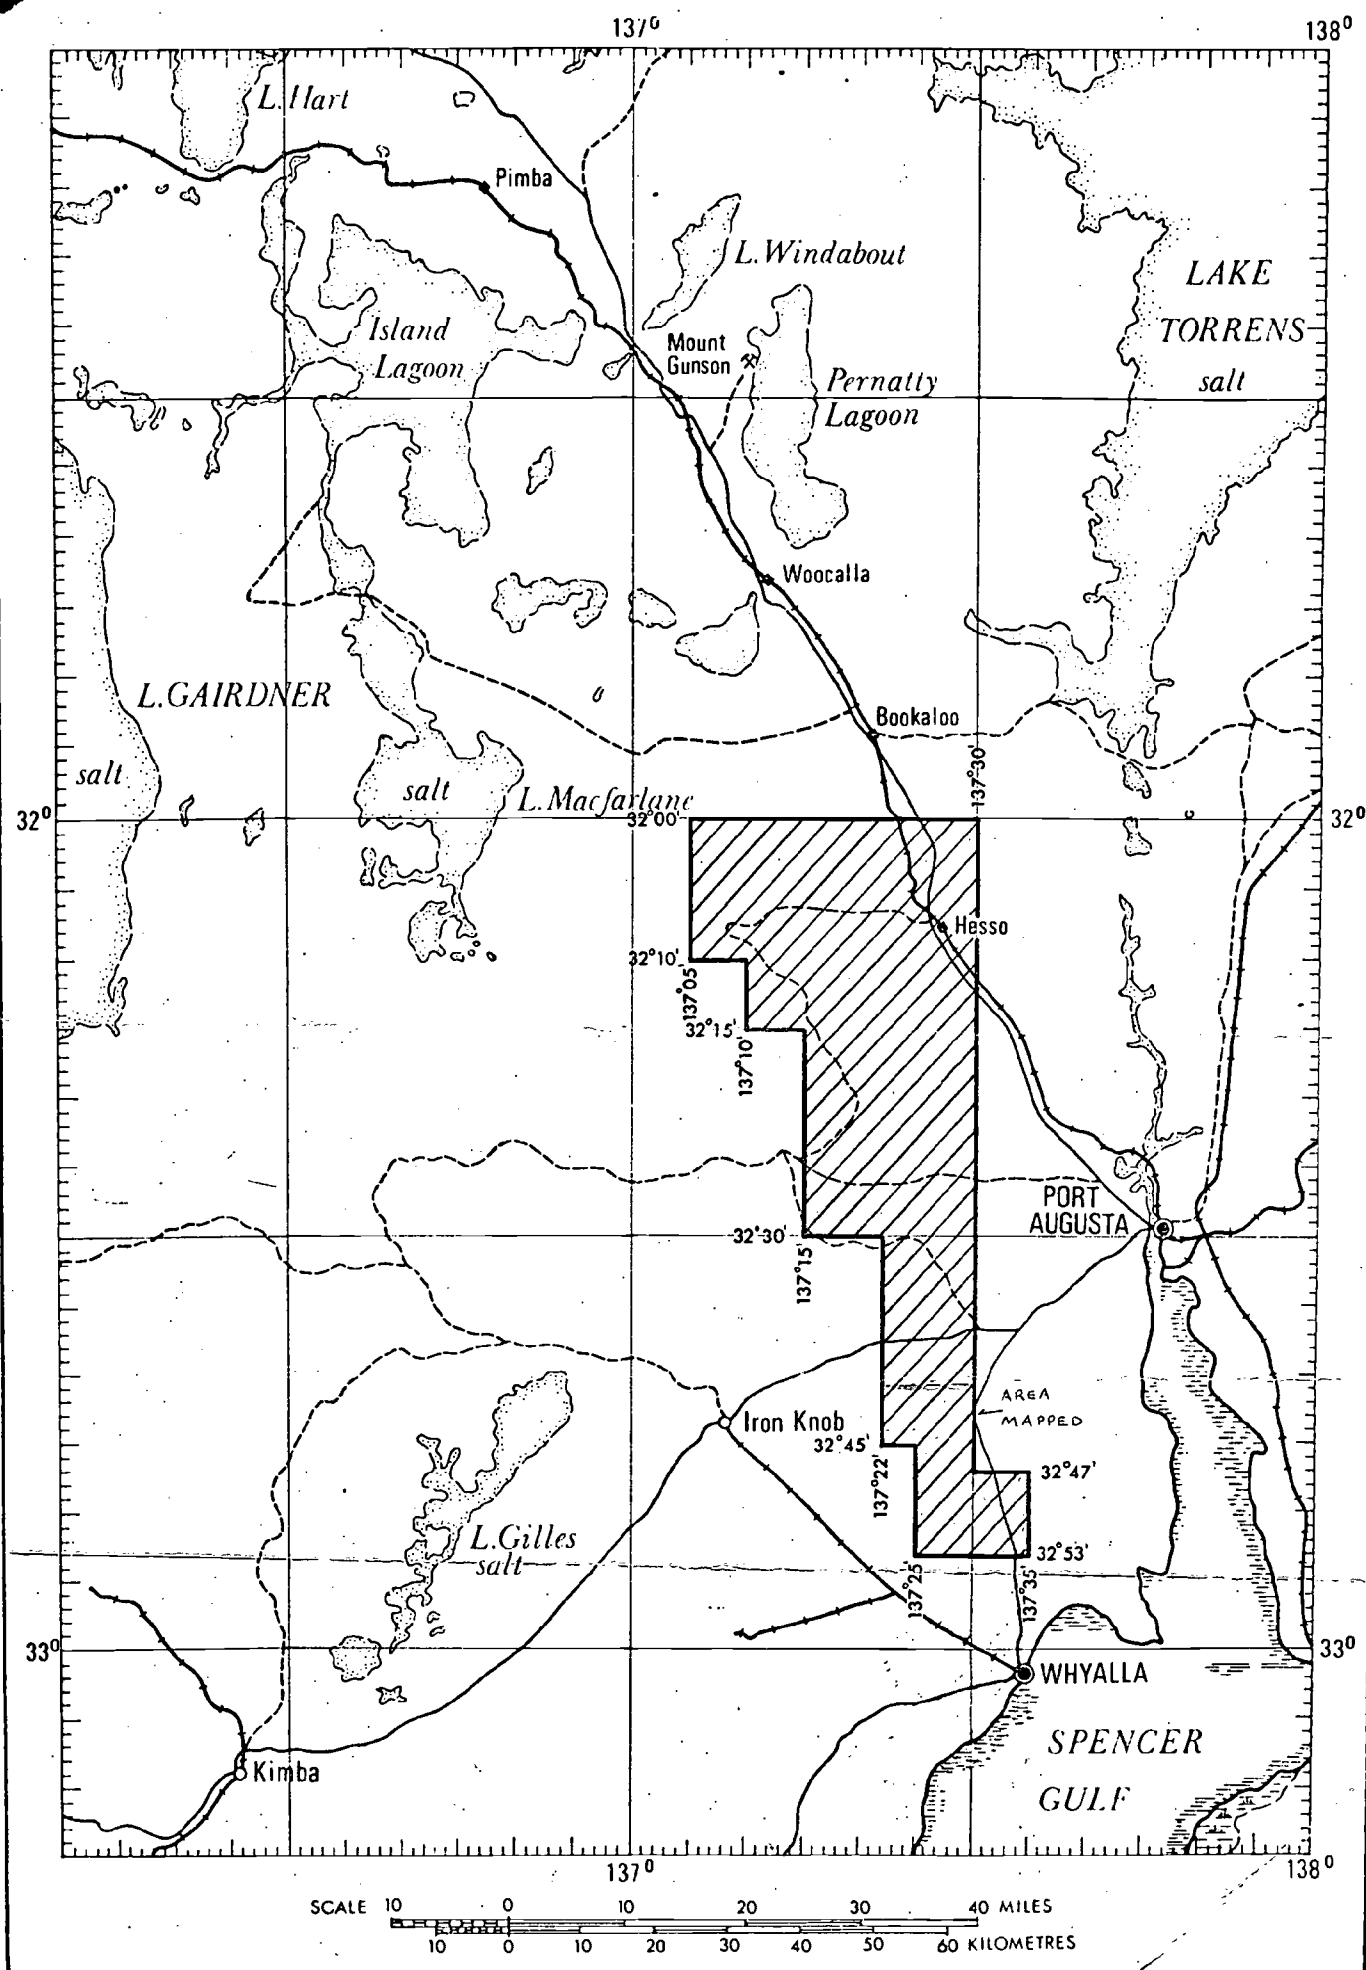 137°
138°
L.Hart
Pimba
L.Windabout
LAKE
TORRENS
salt
Island
Lagoon
Mount
Gunson
Pernatty
Lagoon
Woocalla
L.GAIRDNER
Bookaloo
salt
salt
L.Macfarlane
137°30'
32°
32°00'
32°
Hesso
32°10'
137°05'
32°15'
137°10'
PORT
AUGUSTA
32°30'
137°15'
AREA
MAPPED
Iron Knob
32°45'
137°22'
32°47'
L.Gilles
salt
32°53'
137°25'
137°35'
33°
33°
WHYALLA
SPENCER
GULF
Kimba
137°
138°
SCALE 10 0 10 20 30 40 MILES
10 0 10 20 30 40 50 60 KILOMETRES